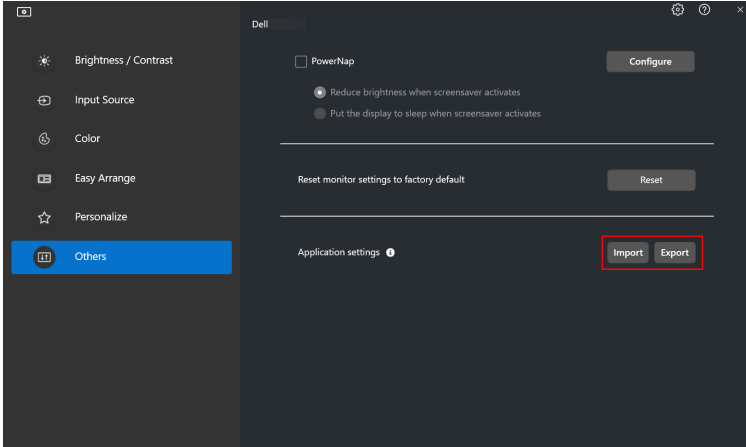 Dell
Brightness / Contrast
Input Source
Color
Easy Arrange
Personalize
Others
PowerNap
Configure
Reduce brightness when screensaver activates
Put the display to sleep when screensaver activates
Reset monitor settings to factory default
Reset
Application settings
Import
Export